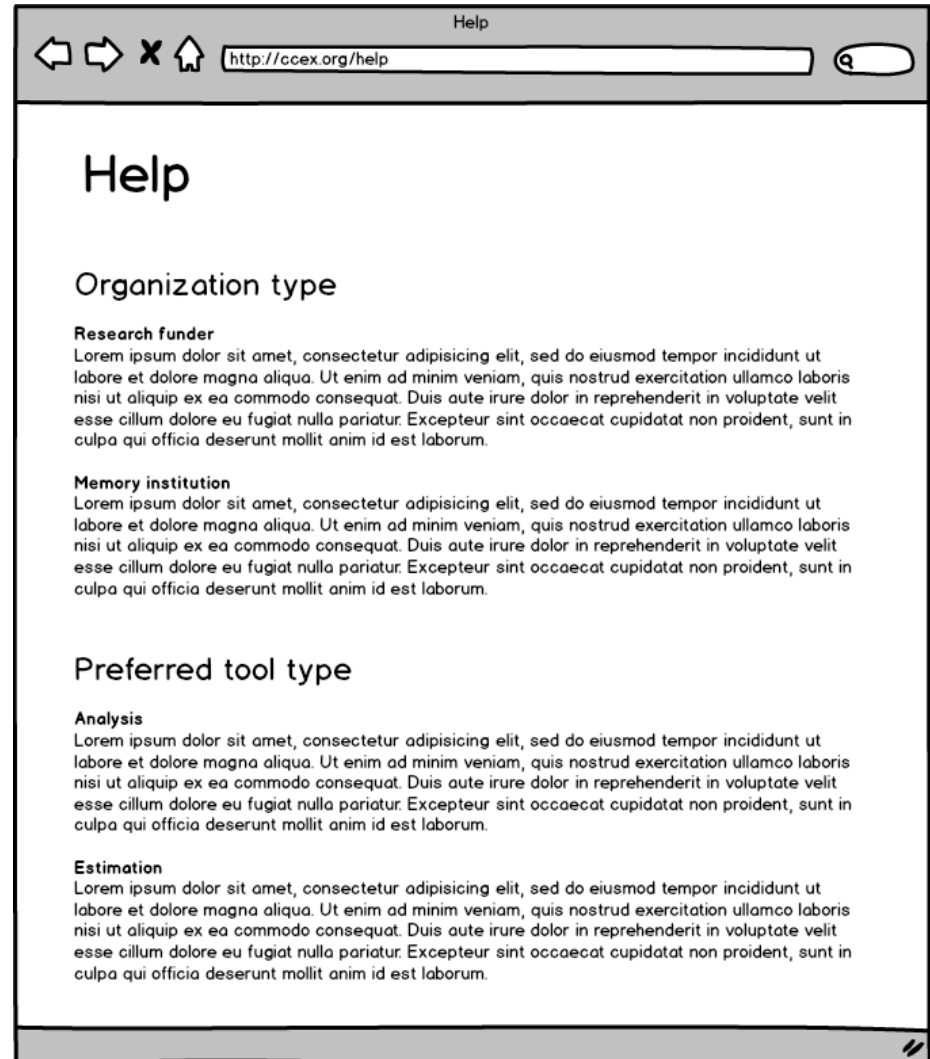 Help
http://ccex.org/help
Help
Organization type
Research funder
Lorem ipsum dolor sit amet, consectetur adipisicing elit, sed do eiusmod tempor incididunt ut
labore et dolore magna aliqua. Ut enim ad minim veniam, quis nostrud exercitation ullamco laboris
nisi ut aliquip ex ea commodo consequat. Duis aute irure dolor in reprehenderit in voluptate velit
esse cillum dolore eu fugiat nulla pariatur. Excepteur sint occaecat cupidatat non proident, sunt in
culpa qui officia deserunt mollit anim id est laborum.
Memory institution
Lorem ipsum dolor sit amet, consectetur adipisicing elit, sed do eiusmod tempor incididunt ut
labore et dolore magna aliqua. Ut enim ad minim veniam, quis nostrud exercitation ullamco laboris
nisi ut aliquip ex ea commodo consequat. Duis aute irure dolor in reprehenderit in voluptate velit
esse cillum dolore eu fugiat nulla pariatur. Excepteur sint occaecat cupidatat non proident, sunt in
culpa qui officia deserunt mollit anim id est laborum.
Preferred tool type
Analysis
Lorem ipsum dolor sit amet, consectetur adipisicing elit, sed do eiusmod tempor incididunt ut
labore et dolore magna aliqua. Ut enim ad minim veniam, quis nostrud exercitation ullamco laboris
nisi ut aliquip ex ea commodo consequat. Duis aute irure dolor in reprehenderit in voluptate velit
esse cillum dolore eu fugiat nulla pariatur. Excepteur sint occaecat cupidatat non proident, sunt in
culpa qui officia deserunt mollit anim id est laborum.
Estimation
Lorem ipsum dolor sit amet, consectetur adipisicing elit, sed do eiusmod tempor incididunt ut
labore et dolore magna aliqua. Ut enim ad minim veniam, quis nostrud exercitation ullamco laboris
nisi ut aliquip ex ea commodo consequat. Duis aute irure dolor in reprehenderit in voluptate velit
esse cillum dolore eu fugiat nulla pariatur. Excepteur sint occaecat cupidatat non proident, sunt in
culpa qui officia deserunt mollit anim id est laborum.